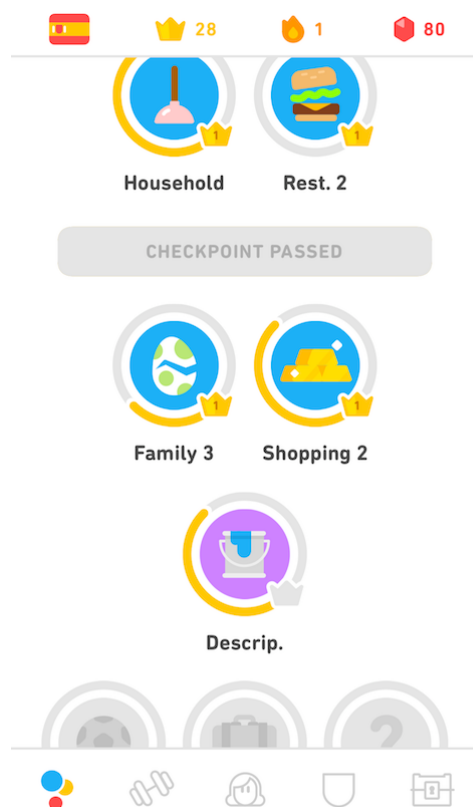 28 1 80
1 1
Household Rest. 2
CHECKPOINT PASSED
1 1
Family 3 Shopping 2
Descrip.
?